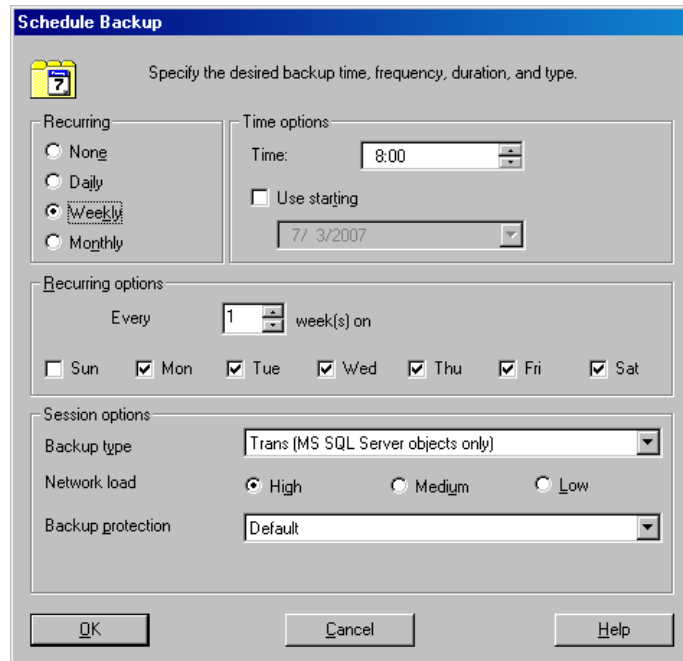 Schedule Backup
7
Specify the desired backup time, frequency, duration, and type.
Recurring
None
Daily
Weekly
Monthly
Time options
Time: 8:00
Use starting
7/ 3/2007
Recurring options
Every 1 week(s) on
Sun Mon Tue Wed Thu Fri Sat
Session options
Backup type Trans (MS SQL Server objects only)
Network load High Medium Low
Backup protection Default
OK Cancel Help